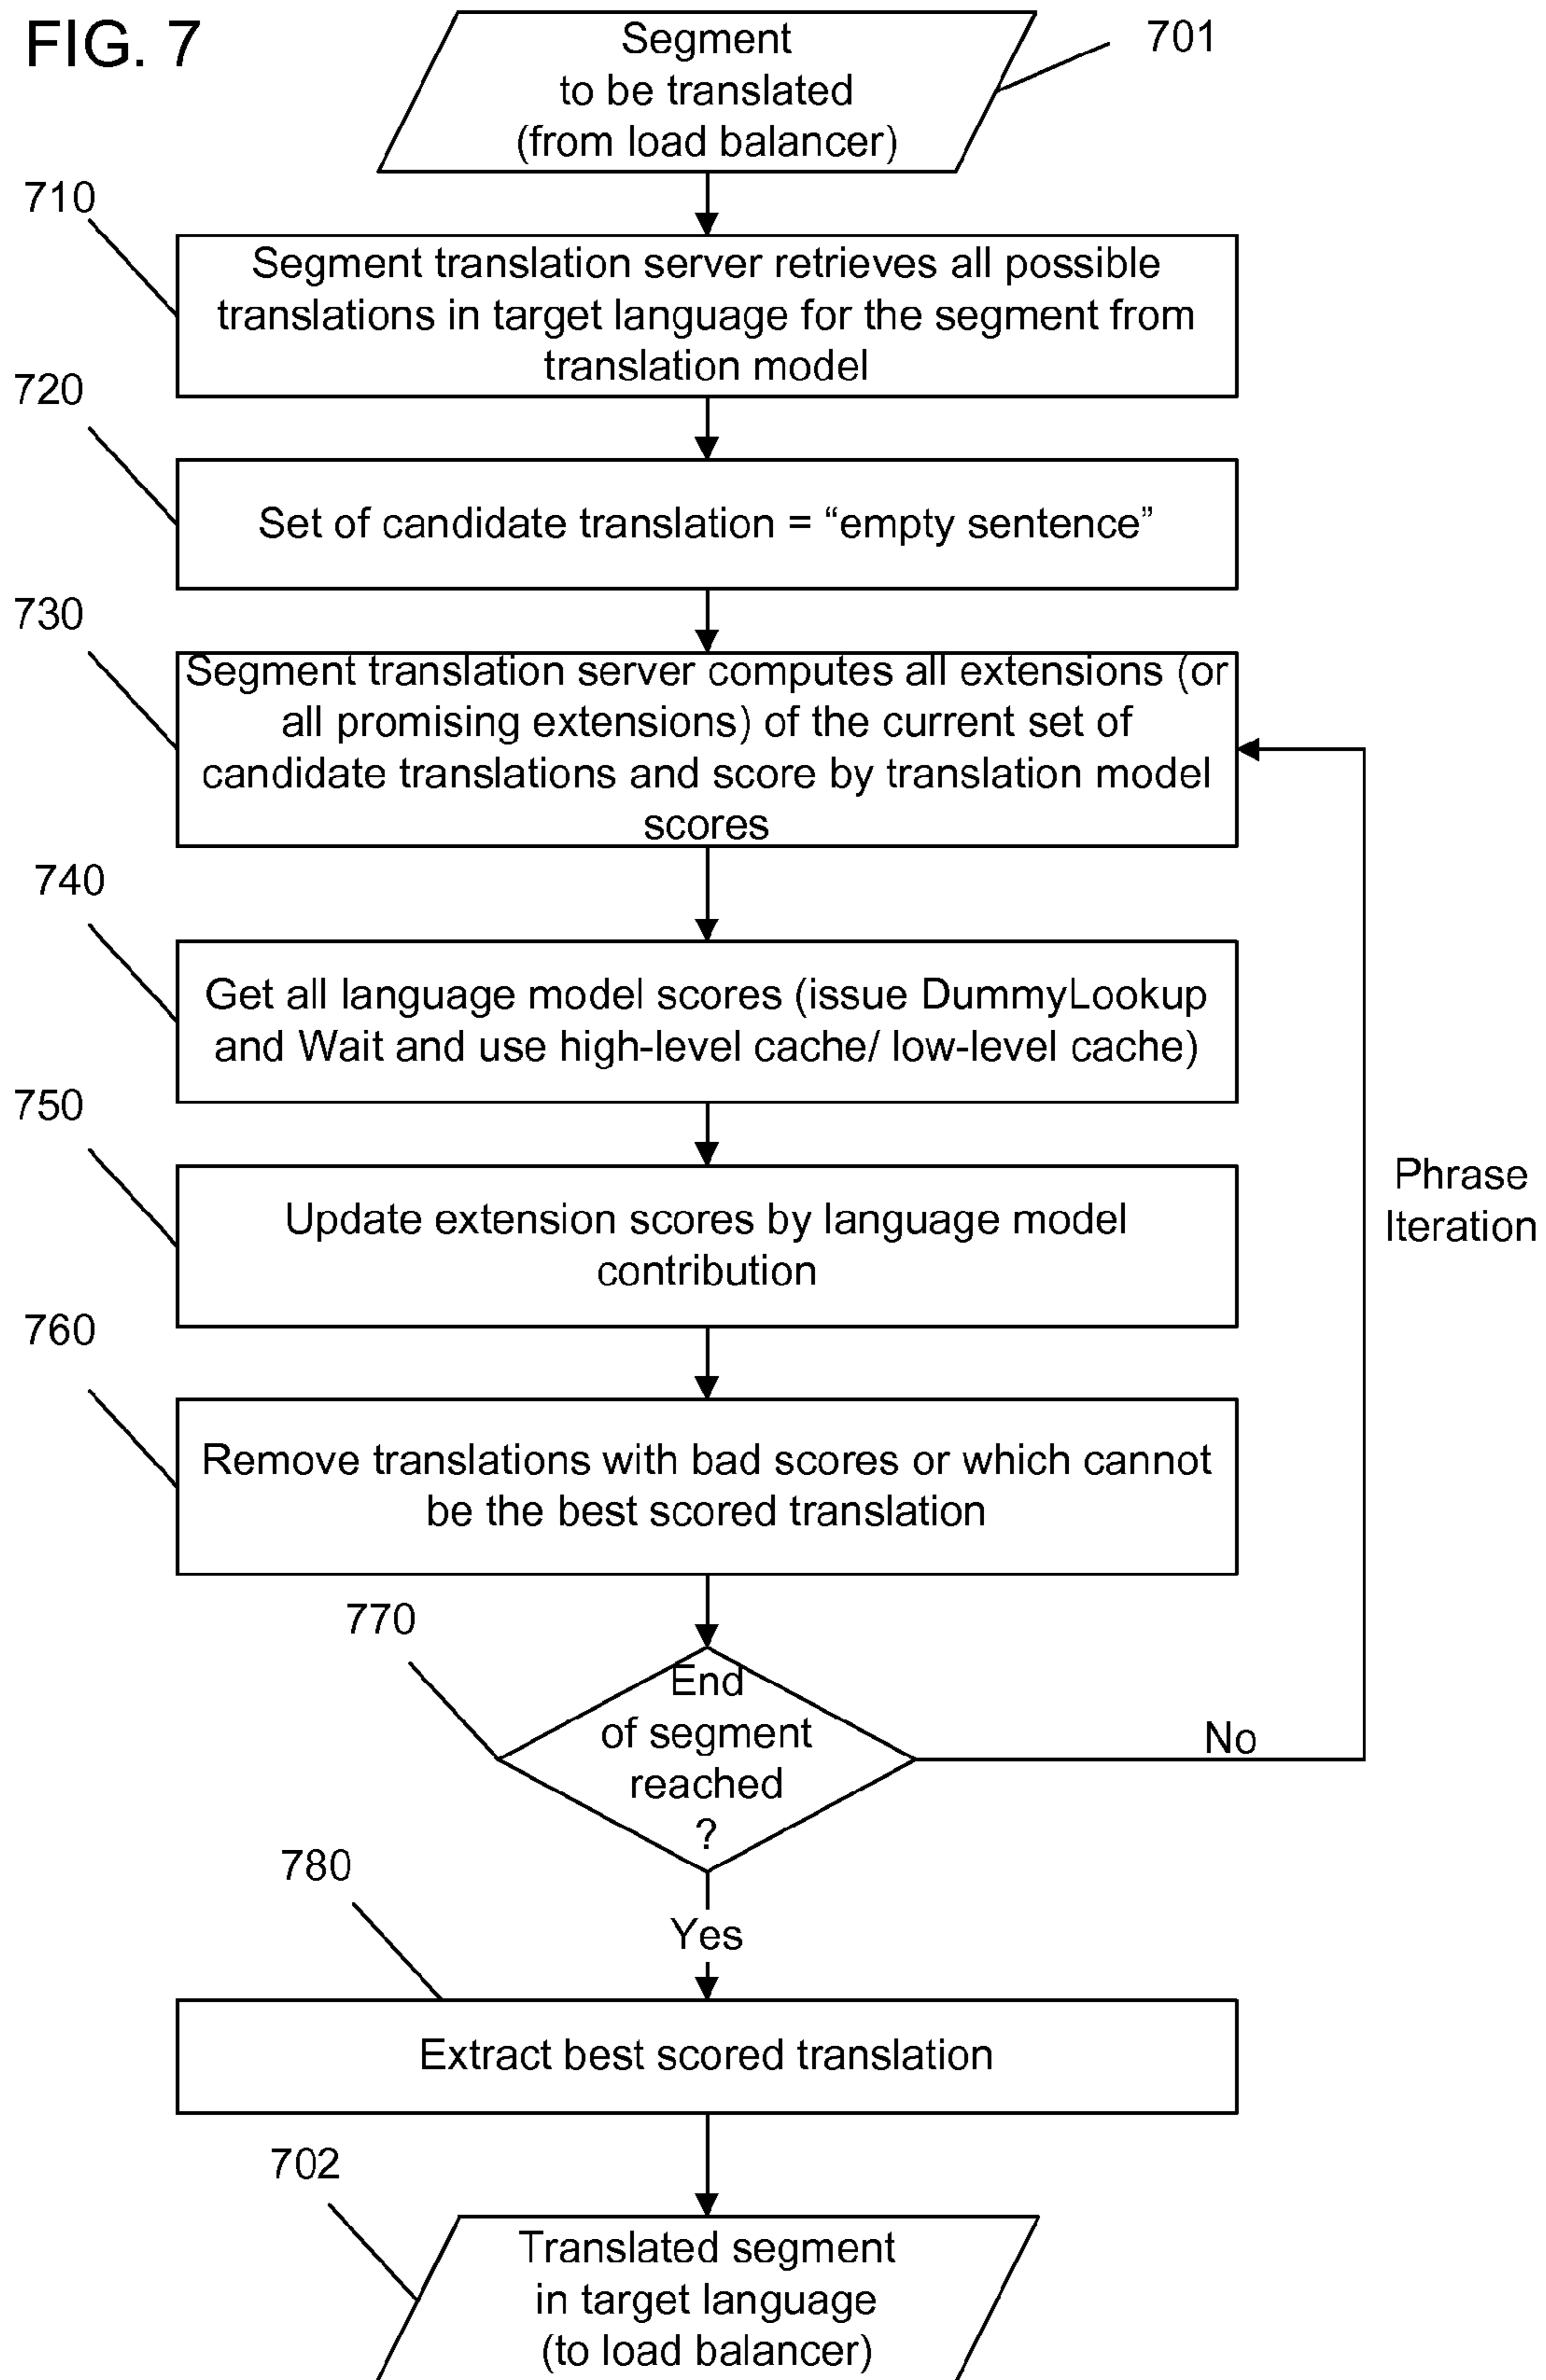 FIG. 7
Segment
to be translated
(from load balancer)
701
710
Segment translation server retrieves all possible
translations in target language for the segment from
translation model
720
Set of candidate translation = “empty sentence”
730
Segment translation server computes all extensions (or
all promising extensions) of the current set of
candidate translations and score by translation model
scores
740
Get all language model scores (issue DummyLookup
and Wait and use high-level cache/ low-level cache)
750
Update extension scores by language model
contribution
Phrase
Iteration
760
Remove translations with bad scores or which cannot
be the best scored translation
770
End
of segment
reached
?
No
780
Yes
Extract best scored translation
702
Translated segment
in target language
(to load balancer)